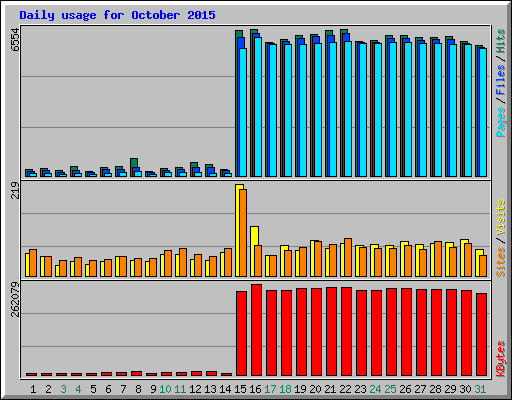 Daily usage for October 2015
6554
Pages / Files / Hits
219
Sites / Visits
262079
KBytes
1 2 3 4 5 6 7 8 9 10 11 12 13 14 15 16 17 18 19 20 21 22 23 24 25 26 27 28 29 30 31